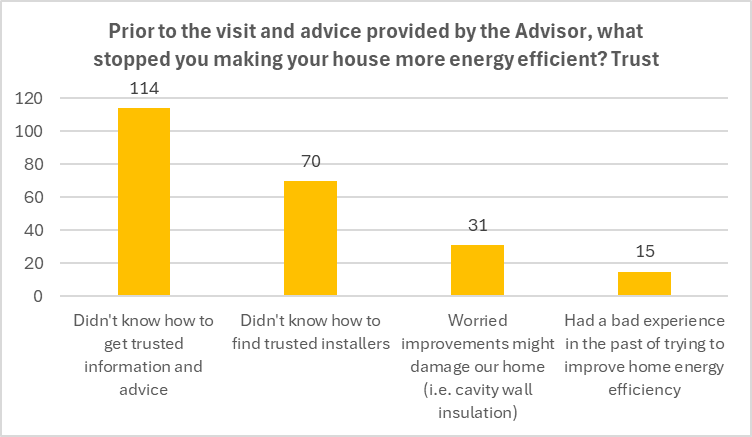 Prior to the visit and advice provided by the Advisor, what
stopped you making your house more energy efficient? Trust
120
100
80
60
40
20
0
114
70
31
15
Didn't know how to
get trusted
information and
advice
Didn't know how to
find trusted installers
Worried
improvements might
damage our home
(i.e. cavity wall
insulation)
Had a bad experience
in the past of trying to
improve home energy
efficiency